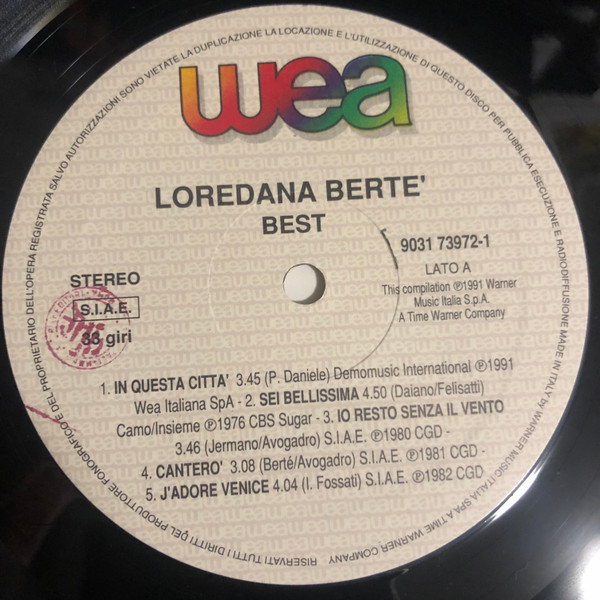 wea
LOREDANA BERTE'
BEST
9031 73972-1
LATO A
This compilation ℗1991 Warner
Music Italia S.p.A.
A Time Warner Company
STEREO
S.I.A.E.
33 giri
1. IN QUESTA CITTA' 3.45 (P. Daniele) Demomusic International ℗1991
Wea Italiana SpA - 2. SEI BELLISSIMA 4.50 (Daiano/Felisatti)
Camo/Insieme ℗1976 CBS Sugar - 3. IO RESTO SENZA IL VENTO
3.46 (Jermano/Avogadro) S.I.A.E. ℗1980 CGD -
4. CANTERO' 3.08 (Berté/Avogadro) S.I.A.E. ℗1981 CGD -
5. J'ADORE VENICE 4.04 (I. Fossati) S.I.A.E. ℗1982 CGD -
RISERVATI TUTTI I DIRITTI DEL PRODUTTORE FONOGRAFICO E DEL PROPRIETARIO DELL'OPERA REGISTRATA SALVO AUTORIZZAZIONI SONO VIETATE LA DUPLICAZIONE LA LOCAZIONE E L'UTILIZZAZIONE DI QUESTO DISCO PER PUBBLICA ESECUZIONE E RADIODIFFUSIONE MADE IN ITALY by WARNER MUSIC ITALIA SPA A TIME WARNER COMPANY